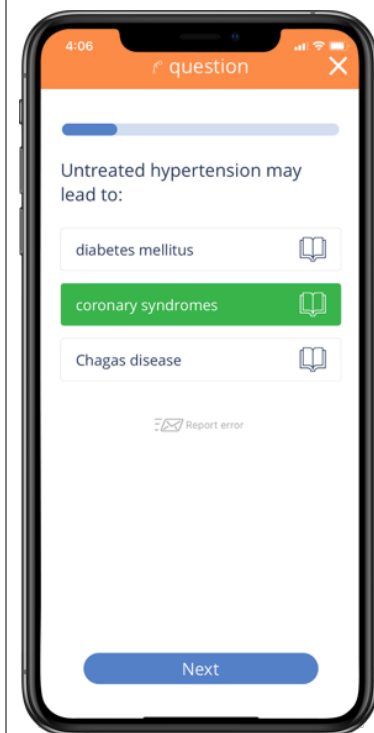 4:06
question
Untreated hypertension may
lead to:
diabetes mellitus
coronary syndromes
Chagas disease
Report error
Next